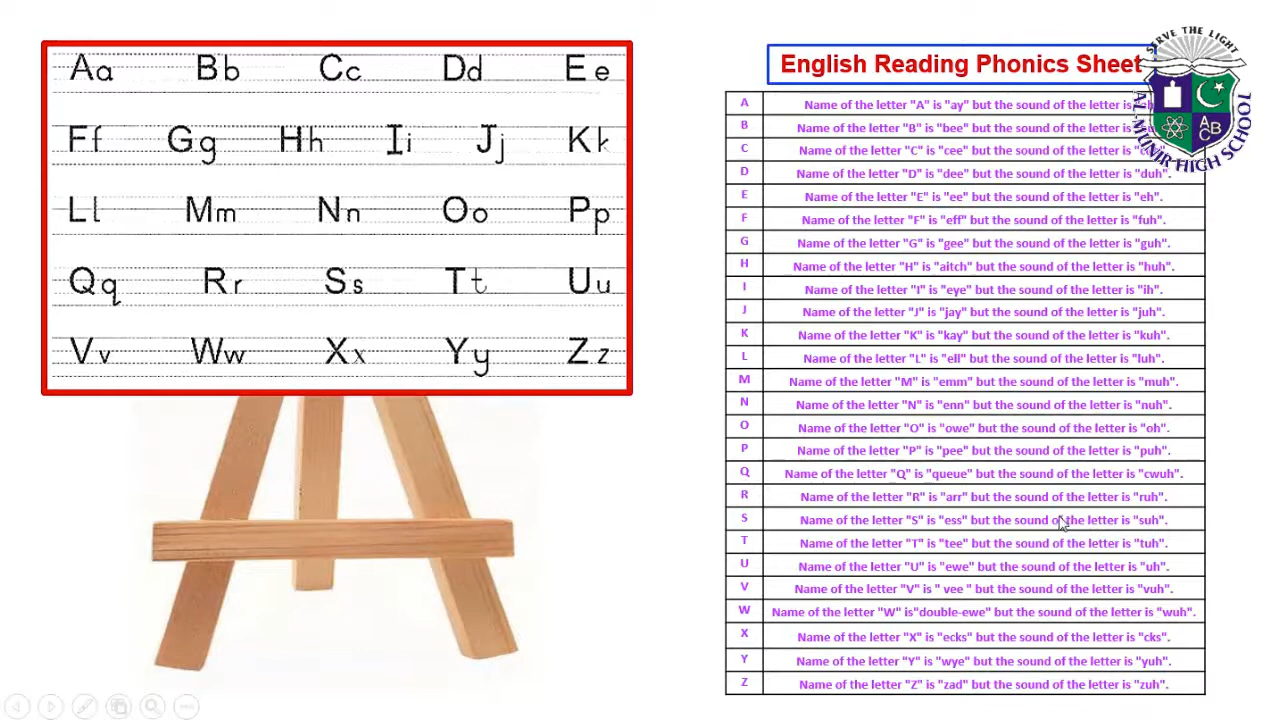 Aa Bb Cc Dd Ee
Ff Gg Hh Ii Jj Kk
Ll Mm Nn Oo Pp
Qq Rr Ss Tt Uu
Vv Ww Xx Yy Zz
English Reading Phonics Sheet
SERVE THE LIGHT
ABC
AL-MUNIR HIGH SCHOOL
A Name of the letter "A" is "ay" but the sound of the letter is
B Name of the letter "B" is "bee" but the sound of the letter is
C Name of the letter "C" is "cee" but the sound of the letter is
D Name of the letter "D" is "dee" but the sound of the letter is "duh".
E Name of the letter "E" is "ee" but the sound of the letter is "eh".
F Name of the letter "F" is "eff" but the sound of the letter is "fuh".
G Name of the letter "G" is "gee" but the sound of the letter is "guh".
H Name of the letter "H" is "aitch" but the sound of the letter is "huh".
I Name of the letter "I" is "eye" but the sound of the letter is "ih".
J Name of the letter "J" is "jay" but the sound of the letter is "juh".
K Name of the letter "K" is "kay" but the sound of the letter is "kuh".
L Name of the letter "L" is "ell" but the sound of the letter is "luh".
M Name of the letter "M" is "emm" but the sound of the letter is "muh".
N Name of the letter "N" is "enn" but the sound of the letter is "nuh".
O Name of the letter "O" is "owe" but the sound of the letter is "oh".
P Name of the letter "P" is "pee" but the sound of the letter is "puh".
Q Name of the letter "Q" is "queue" but the sound of the letter is "cwuh".
R Name of the letter "R" is "arr" but the sound of the letter is "ruh".
S Name of the letter "S" is "ess" but the sound of the letter is "suh".
T Name of the letter "T" is "tee" but the sound of the letter is "tuh".
U Name of the letter "U" is "ewe" but the sound of the letter is "uh".
V Name of the letter "V" is " vee " but the sound of the letter is "vuh".
W Name of the letter "W" is"double-ewe" but the sound of the letter is "wuh".
X Name of the letter "X" is "ecks" but the sound of the letter is "cks".
Y Name of the letter "Y" is "wye" but the sound of the letter is "yuh".
Z Name of the letter "Z" is "zad" but the sound of the letter is "zuh".